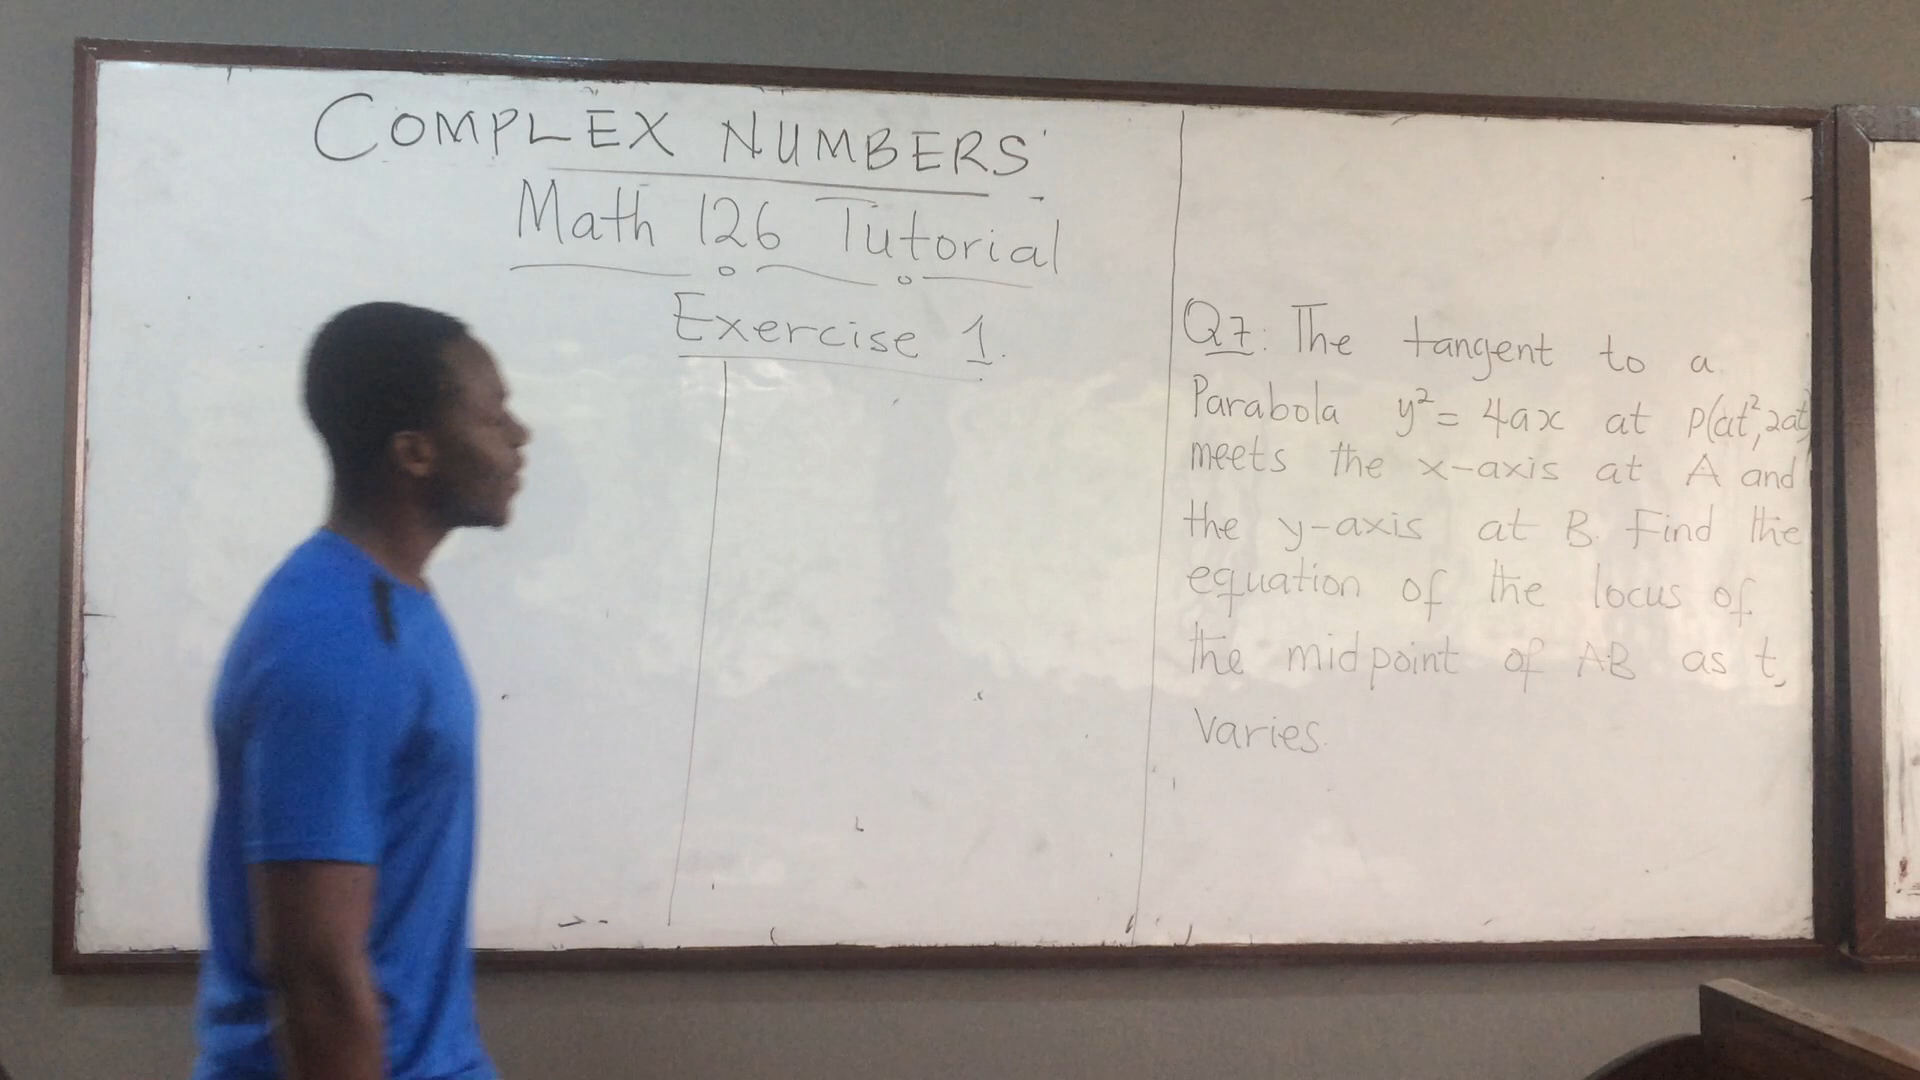 COMPLEX NUMBERS
Math 126 Tutorial
Exercise 1.
Q7: The tangent to a
Parabola y² = 4ax at P(at², 2at)
meets the x-axis at A and
the y-axis at B. Find the
equation of the locus of
the midpoint of AB as t,
varies.